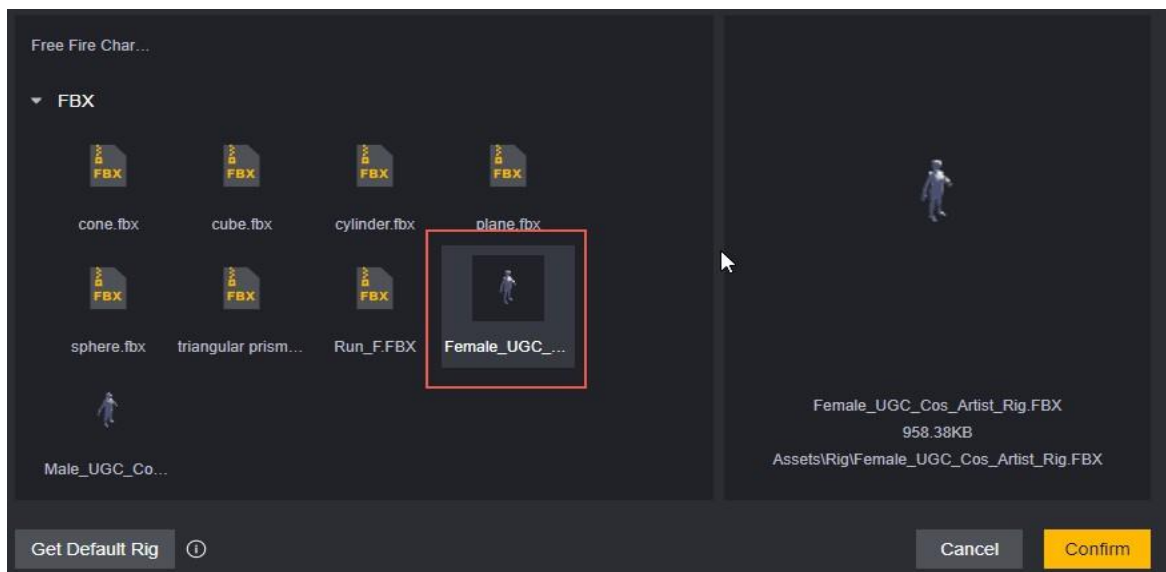 Free Fire Char...
FBX
FBX FBX FBX FBX
cone.fbx cube.fbx cylinder.fbx plane.fbx
FBX FBX FBX
sphere.fbx triangular prism... Run_F.FBX Female_UGC_...
Male_UGC_Co...
Female_UGC_Cos_Artist_Rig.FBX
958.38KB
Assets\Rig\Female_UGC_Cos_Artist_Rig.FBX
Get Default Rig Cancel Confirm